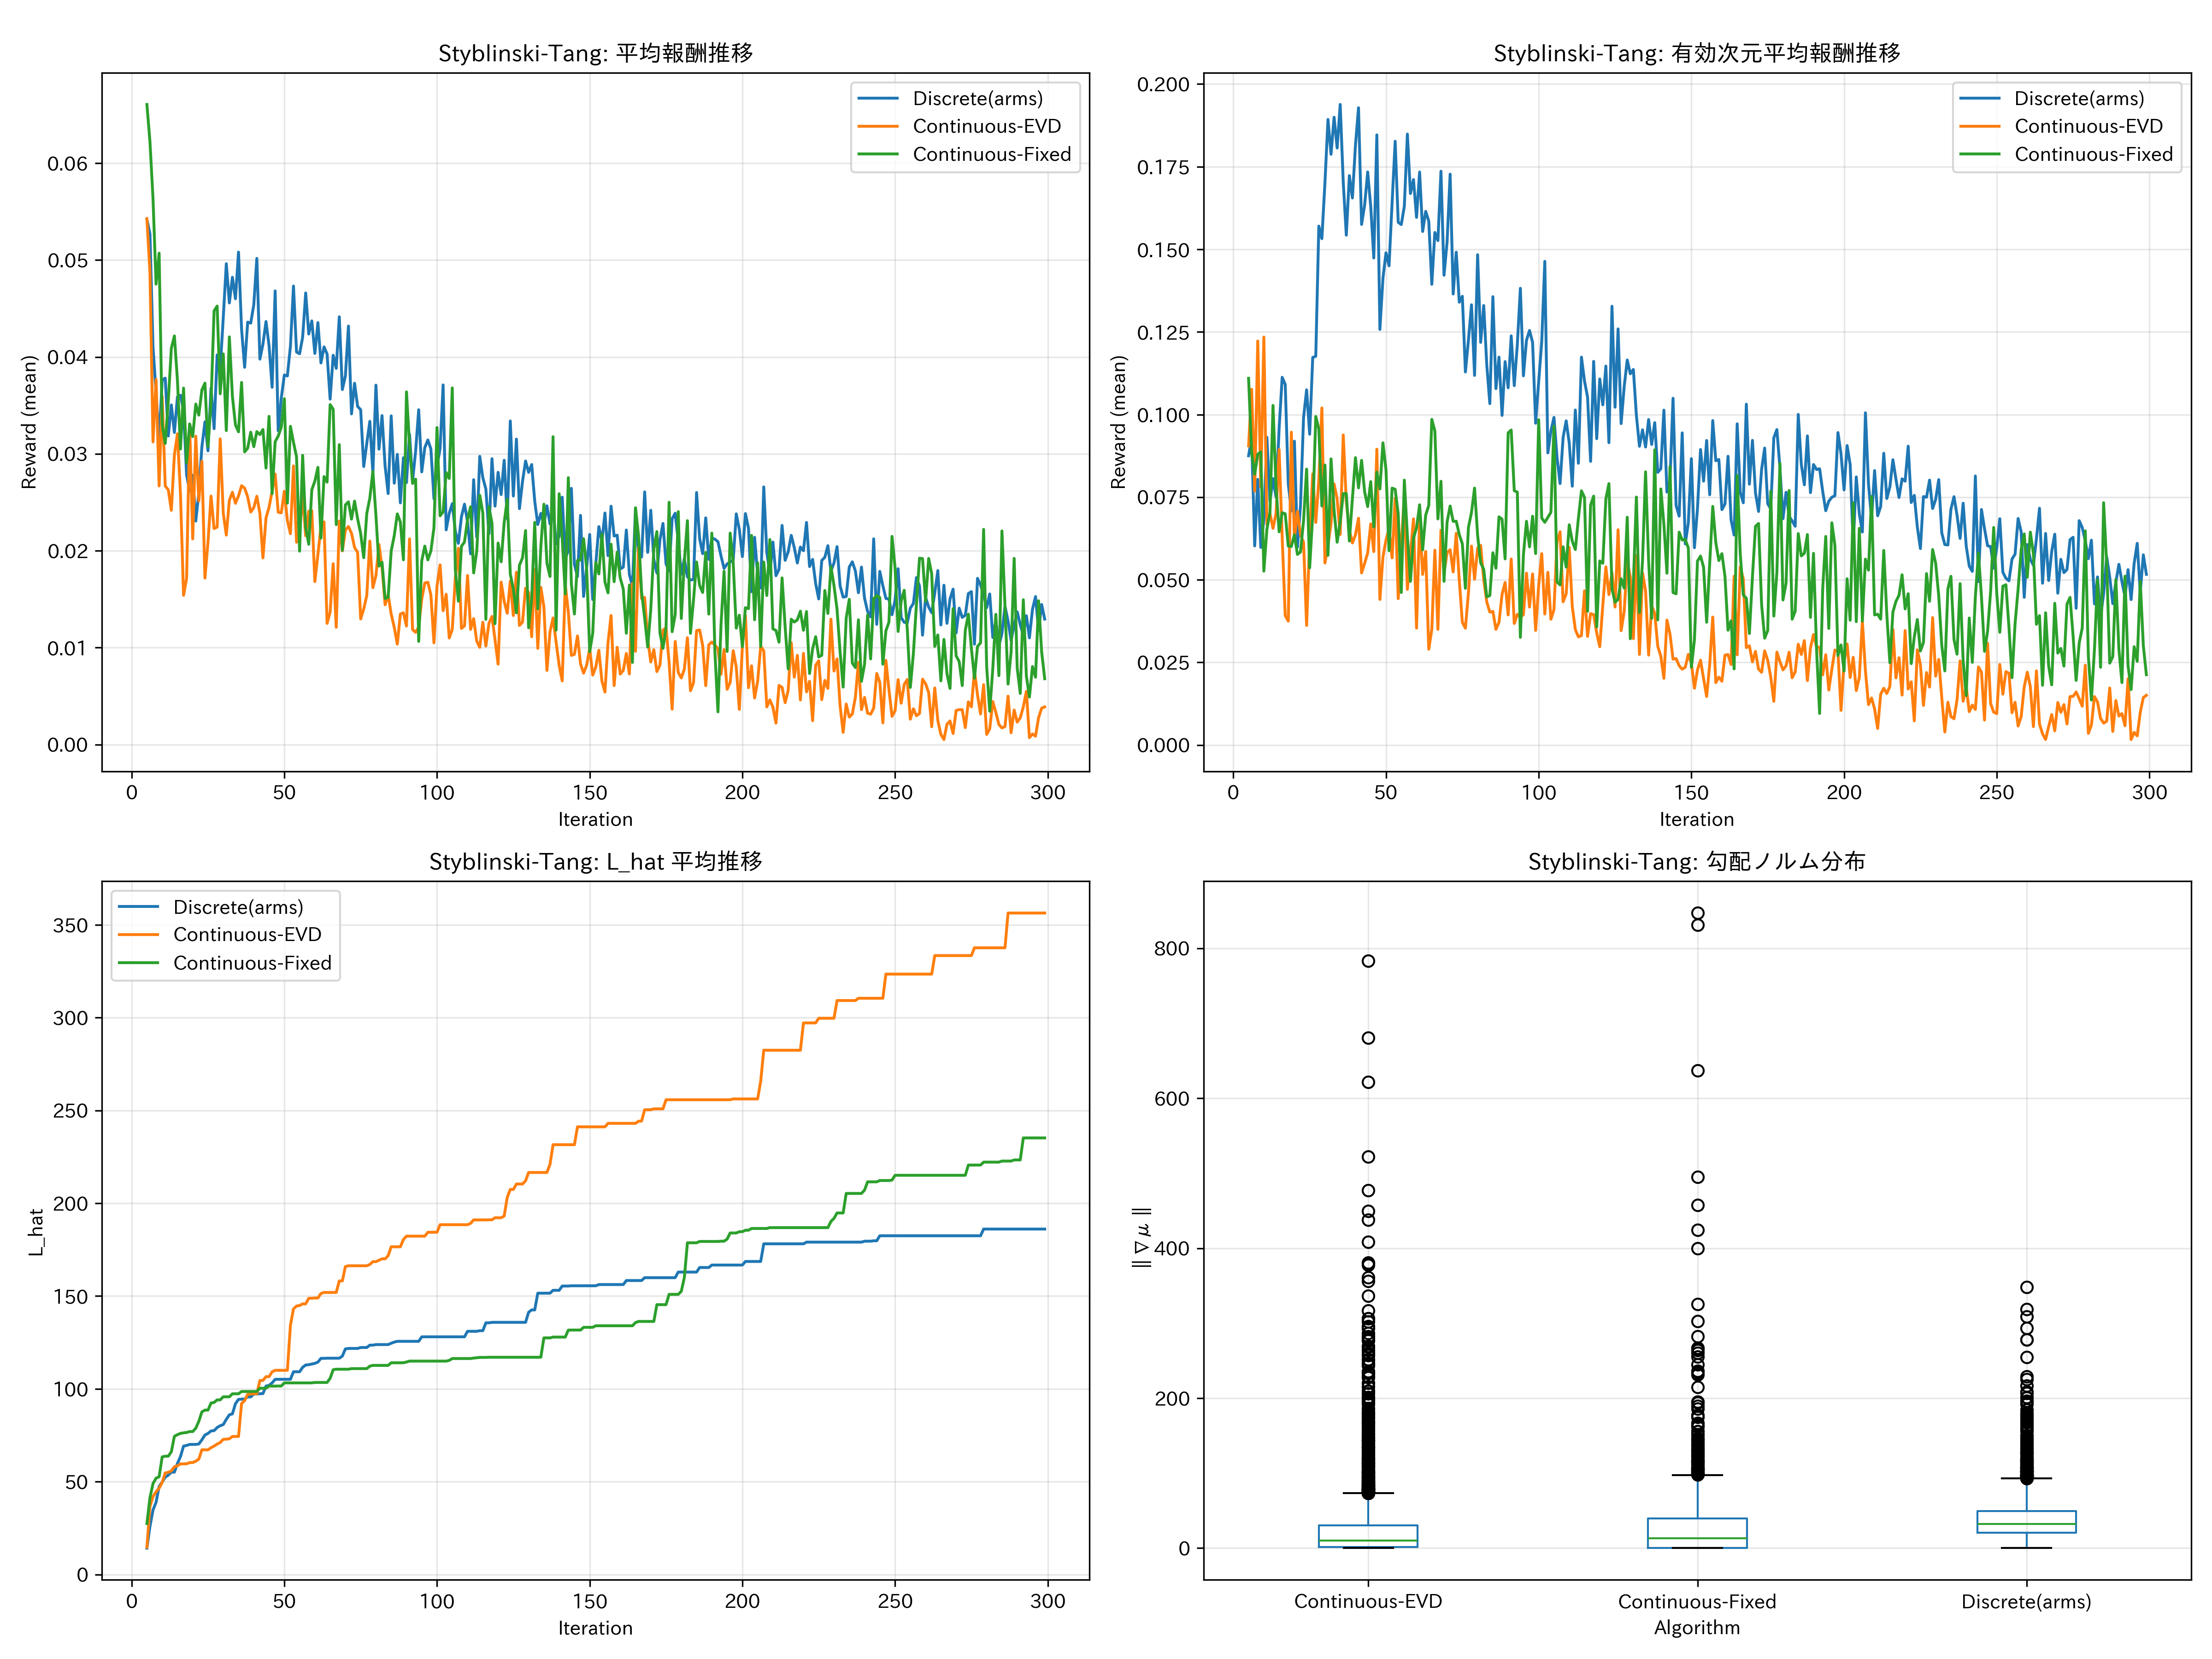 Styblinski-Tang: 平均報酬推移
Reward (mean)
0.06
0.05
0.04
0.03
0.02
0.01
0.00
Discrete(arms)
Continuous-EVD
Continuous-Fixed
0 50 100 150 200 250 300
Iteration
Styblinski-Tang: 有効次元平均報酬推移
Reward (mean)
0.200
0.175
0.150
0.125
0.100
0.075
0.050
0.025
0.000
Discrete(arms)
Continuous-EVD
Continuous-Fixed
0 50 100 150 200 250 300
Iteration
Styblinski-Tang: L_hat 平均推移
L_hat
350
300
250
200
150
100
50
0
Discrete(arms)
Continuous-EVD
Continuous-Fixed
0 50 100 150 200 250 300
Iteration
Styblinski-Tang: 勾配ノルム分布
‖∇μ‖
800
600
400
200
0
Continuous-EVD Continuous-Fixed Discrete(arms)
Algorithm